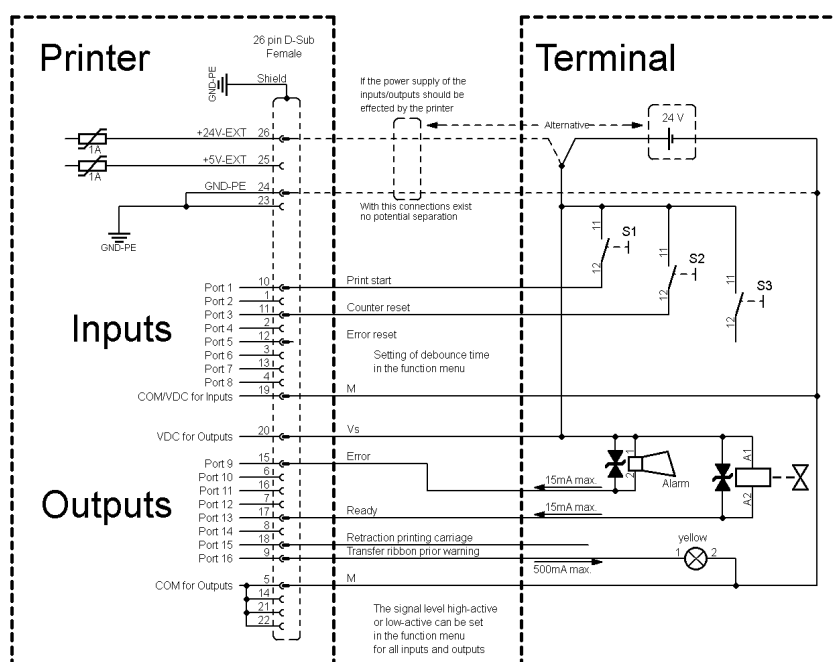 Printer
Terminal
26 pin D-Sub
Female
Shield
GND-PE
If the power supply of the
inputs/outputs should be
effected by the printer
Alternative
24 V
+24V-EXT 26
1A
+5V-EXT 25
1A
GND-PE 24
23
GND-PE
With this connections exist
no potential separation
11
S1
12
11
S2
12
11
S3
12
Inputs
Port 1 10 Print start
Port 2 1
Port 3 11 Counter reset
Port 4 2
Port 5 12 Error reset
Port 6 3
Port 7 13
Port 8 4
Setting of debounce time
in the function menu
COM/VDC for Inputs 19 M
VDC for Outputs 20 Vs
Outputs
Port 9 15 Error
Port 10 6
Port 11 16
Port 12 7
Port 13 17 Ready
Port 14 8
Port 15 18 Retraction printing carriage
Port 16 9 Transfer ribbon prior warning
15mA max.
15mA max.
500mA max.
1
2
Alarm
A1
A2
yellow
1 2
COM for Outputs 5 M
14
21
22
The signal level high-active
or low-active can be set
in the function menu
for all inputs and outputs